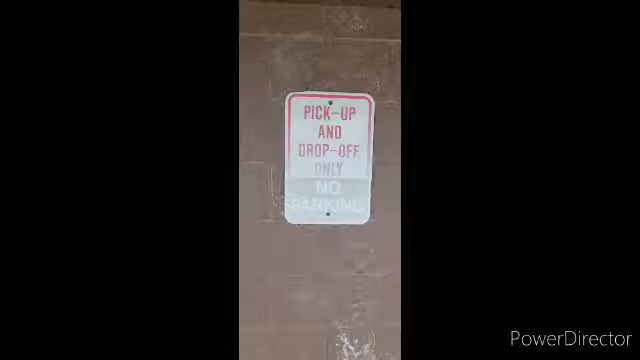 PICK-UP
AND
DROP-OFF
ONLY
NO
PARKING
PowerDirector